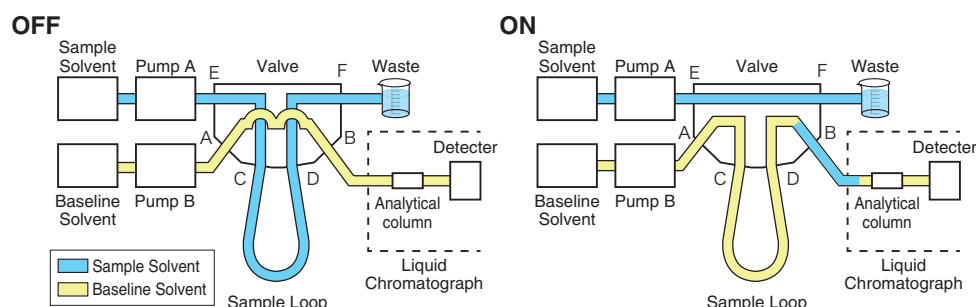 OFF
Sample
Solvent
Pump A
E
Valve
F
Waste
A
B
Detecter
C
D
Baseline
Solvent
Pump B
Analytical
column
Sample Solvent
Baseline Solvent
Liquid
Chromatograph
Sample Loop
ON
Sample
Solvent
Pump A
E
Valve
F
Waste
A
B
Detecter
C
D
Baseline
Solvent
Pump B
Analytical
column
Liquid
Chromatograph
Sample Loop